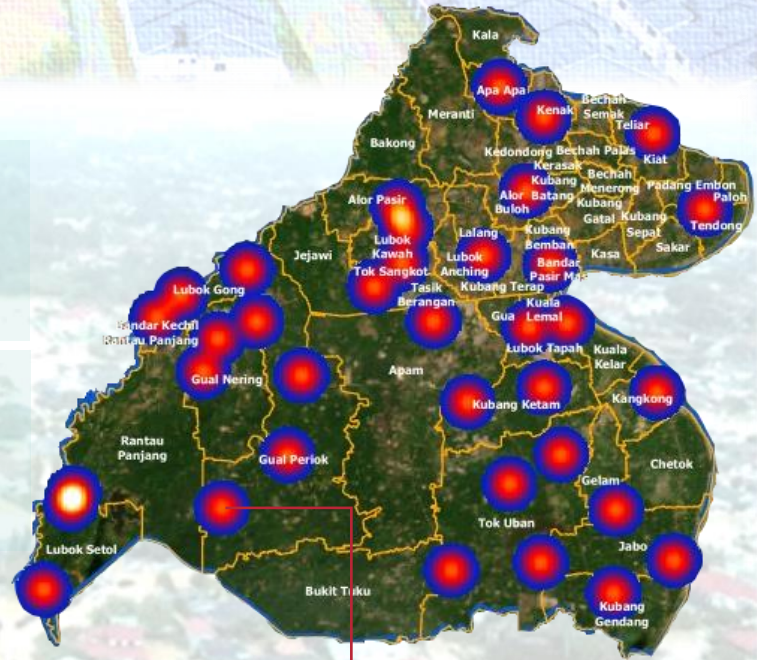 Kala
Apa Apa
Bechah
Semak
Kenak
Meranti
Teliar
Bakong
Kedondong
Bechah Palas
Kiat
Kerasak
Alor Pasir
Kubang
Bechah
Menerong
Padang Embon
Alor
Batang
Paloh
Buloh
Kubang
Gatal
Kubang
Sepat
Tendong
Lalang
Kubang
Bemban
Lubok
Kawah
Sakar
Jejawi
Lubok
Anching
Kasa
Tok Sangkot
Bandar
Pasir Ma
Lubok Gong
Tasik
Berangan
Kubang Terap
Kuala
Gua
Lemal
Bandar Kechil
Rantau Panjang
Lubok Tapah
Kuala
Kelar
Gual Nering
Apam
Kubang Ketam
Kangkong
Rantau
Panjang
Gual Periok
Chetok
Gelam
Tok Uban
Lubok Setol
Jabo
Bukit Tuku
Kubang
Gendang